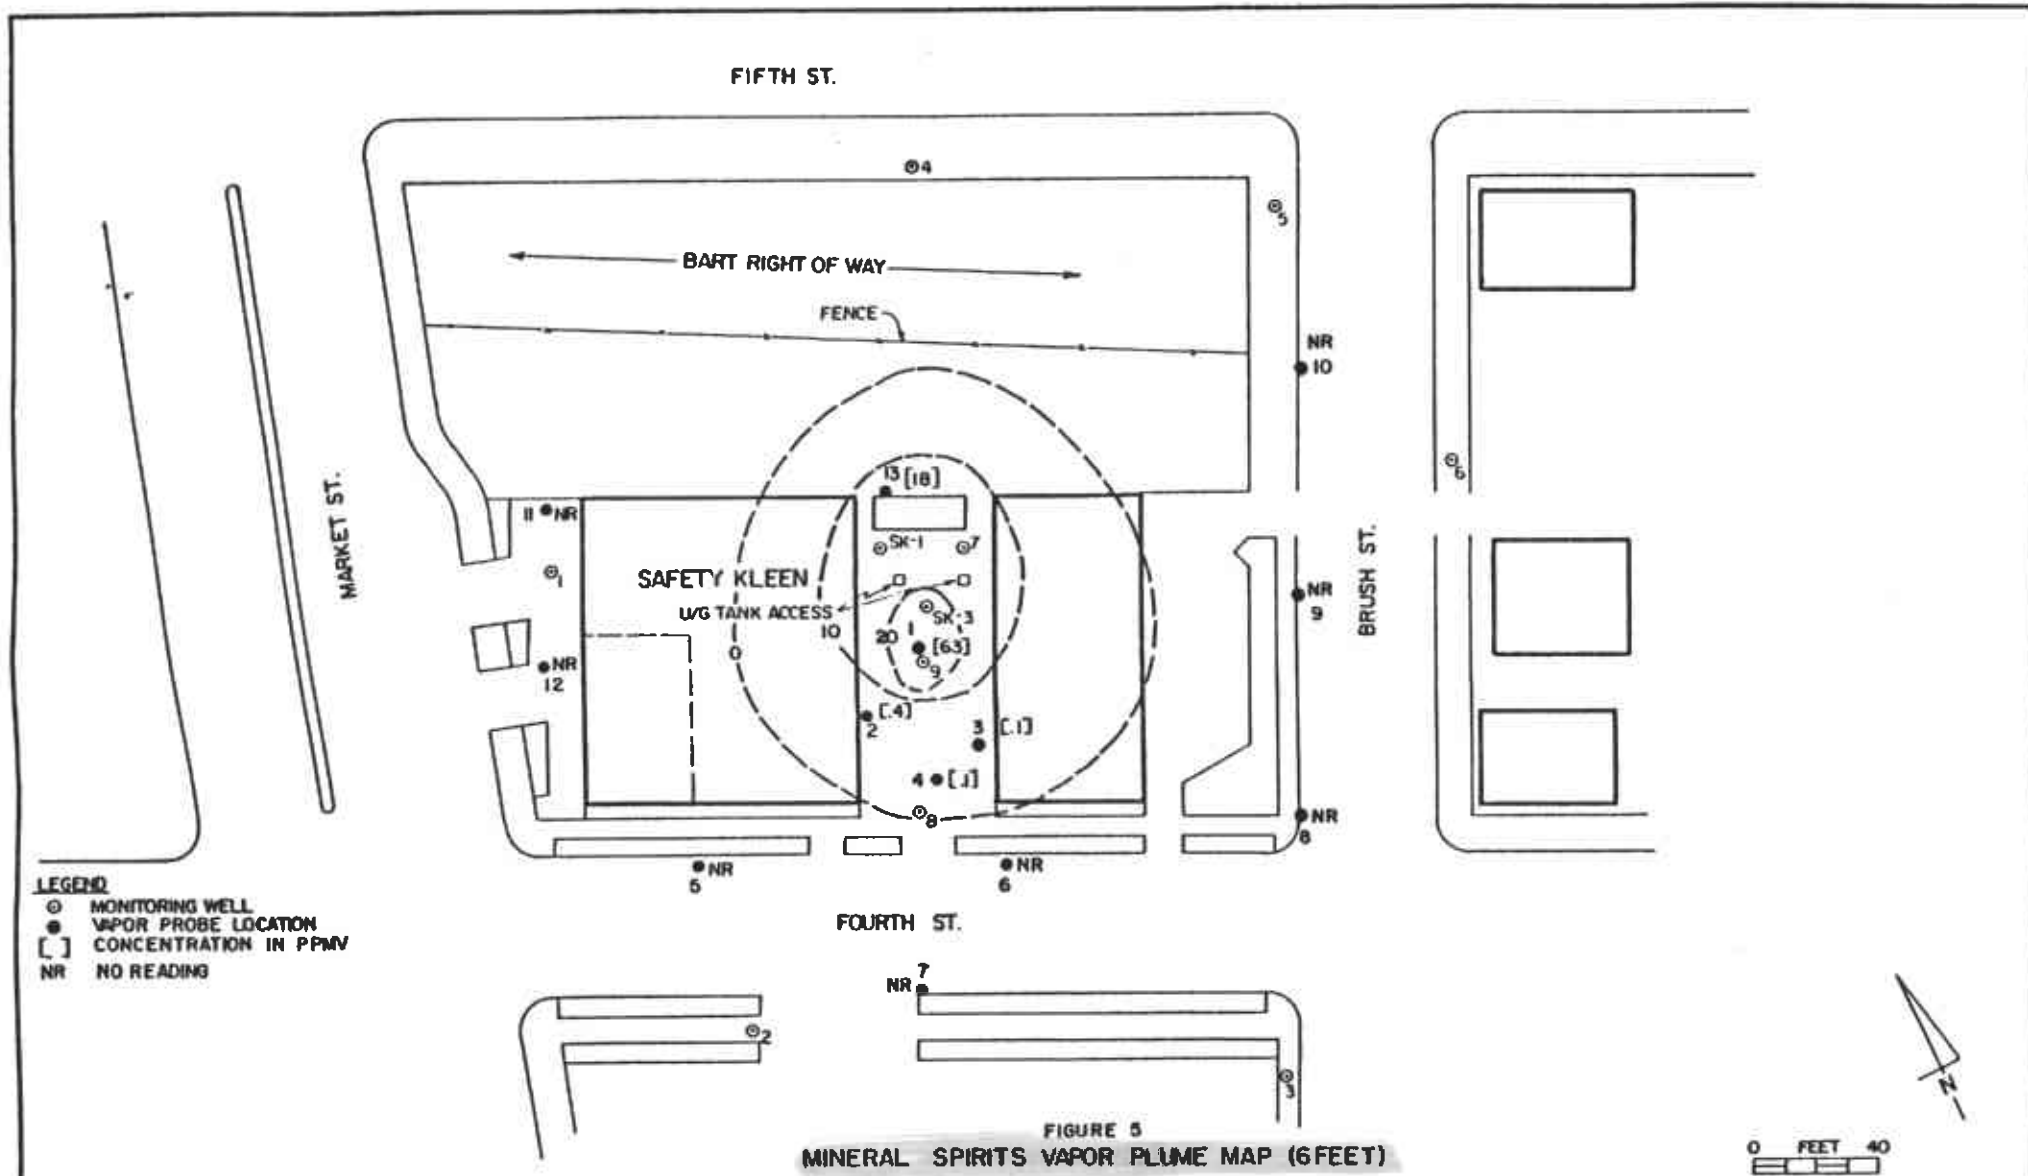 FIFTH ST.
4
5
BART RIGHT OF WAY
FENCE
NR
10
MARKET ST.
BRUSH ST.
6
13 [18]
11 NR
SK-1
7
1
SAFETY KLEEN
U/G TANK ACCESS
NR
9
SK-3
10
20
1
[63]
0
9
NR
12
[.4]
2
3 [.1]
4 [.1]
8
NR
8
NR
5
NR
6
LEGEND
MONITORING WELL
VAPOR PROBE LOCATION
[ ] CONCENTRATION IN PPMV
NR NO READING
FOURTH ST.
7
NR
2
3
N
FIGURE 5
MINERAL SPIRITS VAPOR PLUME MAP (6 FEET)
0 FEET 40